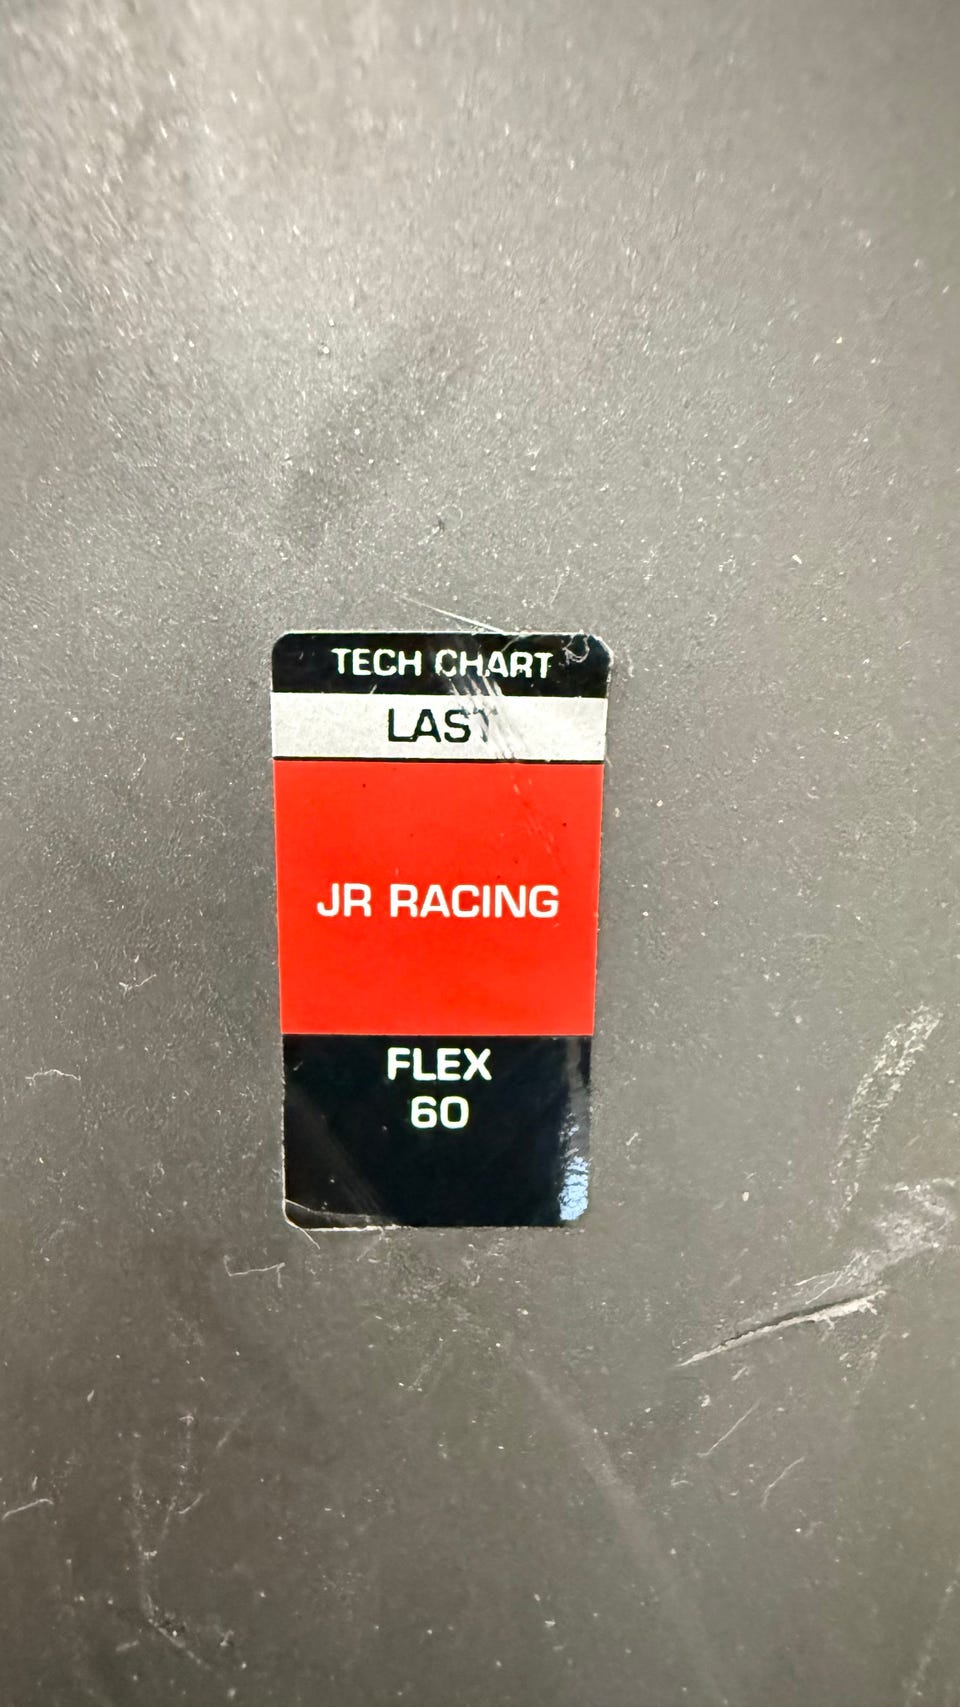 TECH CHART
LAST
JR RACING
FLEX
60